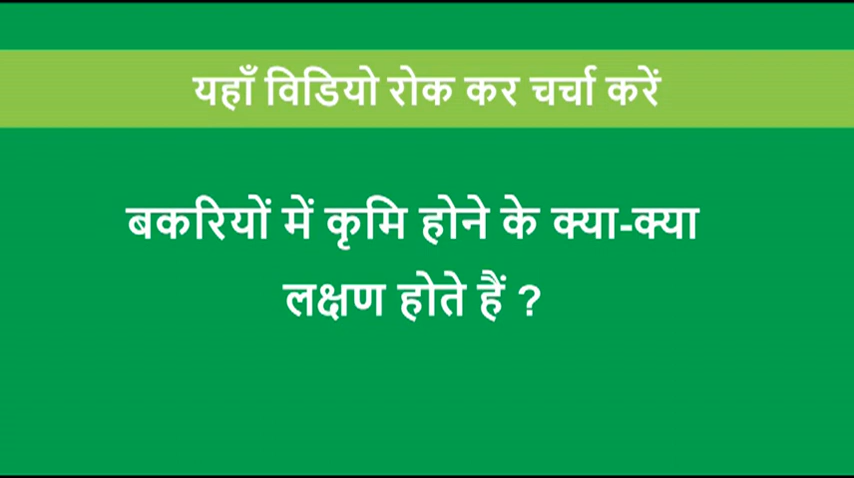 यहाँ विडियो रोक कर चर्चा करें
बकरियों में कृमि होने के क्या-क्या
लक्षण होते हैं ?